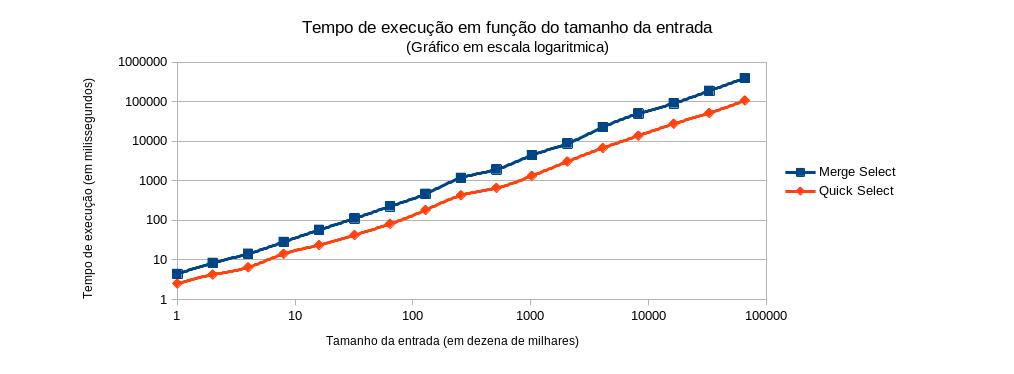 Tempo de execução em função do tamanho da entrada
(Gráfico em escala logaritmica)
Tempo de execução (em milissegundos)
1000000
100000
10000
1000
100
10
1
1 10 100 1000 10000 100000
Tamanho da entrada (em dezena de milhares)
Merge Select
Quick Select